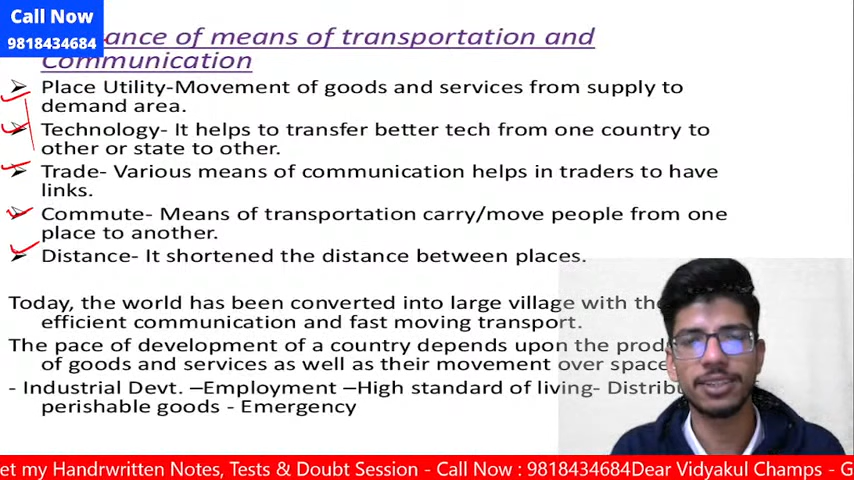 Call Now
9818434684
ance of means of transportation and
Communication
Place Utility-Movement of goods and services from supply to
demand area.
Technology- It helps to transfer better tech from one country to
other or state to other.
Trade- Various means of communication helps in traders to have
links.
Commute- Means of transportation carry/move people from one
place to another.
Distance- It shortened the distance between places.
Today, the world has been converted into large village with the
efficient communication and fast moving transport.
The pace of development of a country depends upon the prod
of goods and services as well as their movement over space
- Industrial Devt. –Employment –High standard of living- Distrib
perishable goods - Emergency
et my Handrwritten Notes, Tests & Doubt Session - Call Now : 9818434684Dear Vidyakul Champs - G